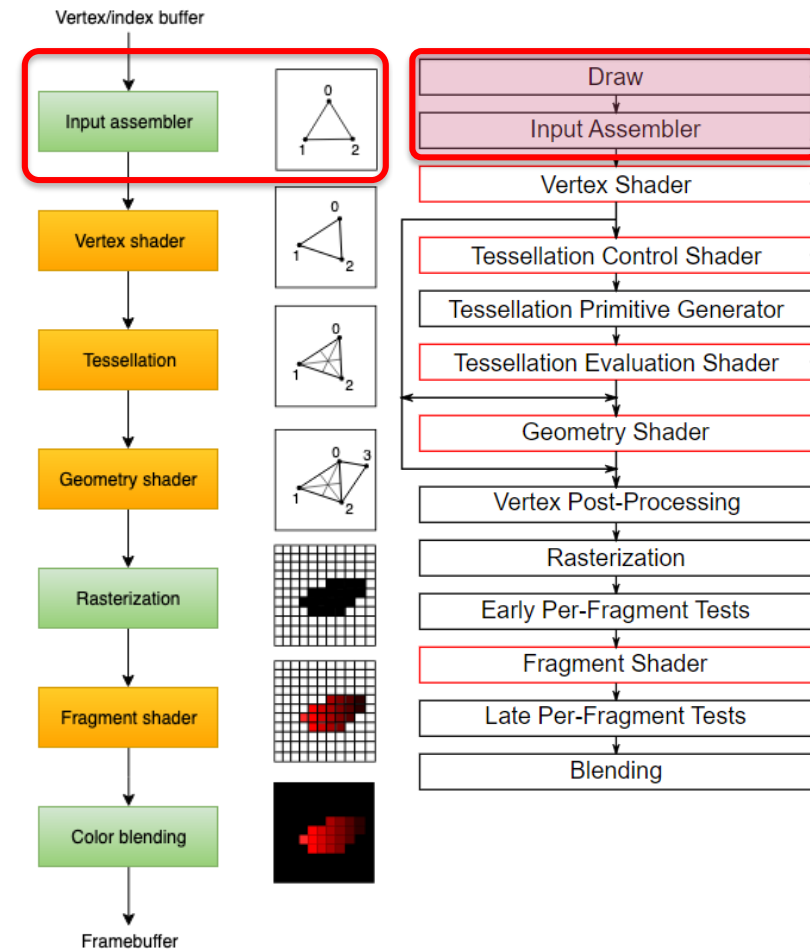 Vertex/index buffer
Input assembler
0
1
2
Vertex shader
0
1
2
Tessellation
0
1
2
Geometry shader
0
3
1
2
Rasterization
Fragment shader
Color blending
Framebuffer
Draw
Input Assembler
Vertex Shader
Tessellation Control Shader
Tessellation Primitive Generator
Tessellation Evaluation Shader
Geometry Shader
Vertex Post-Processing
Rasterization
Early Per-Fragment Tests
Fragment Shader
Late Per-Fragment Tests
Blending